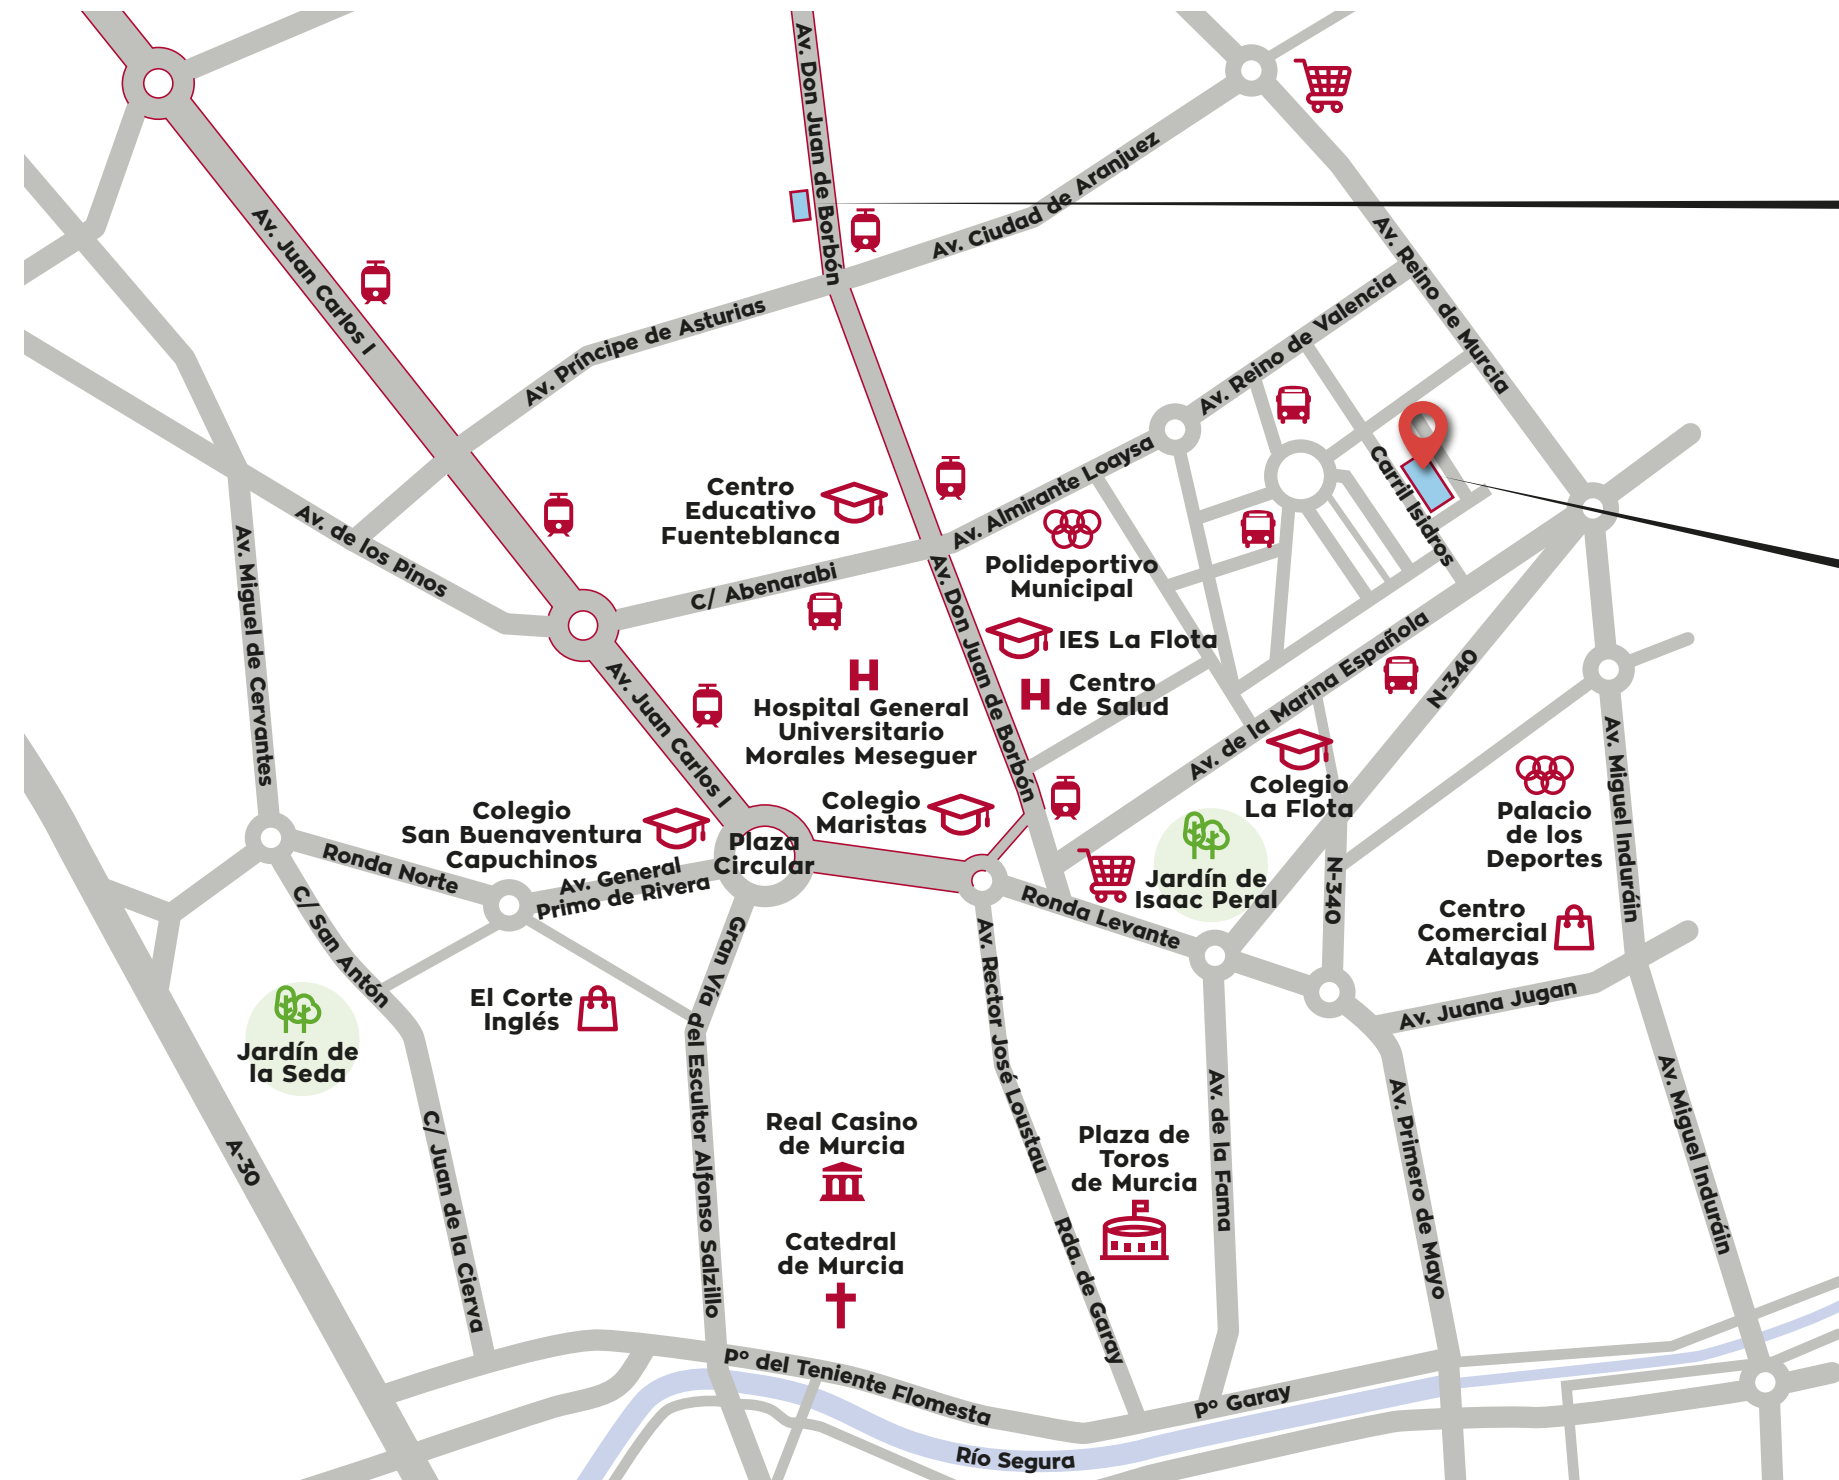 Av. Don Juan de Borbón
Av. Ciudad de Aranjuez
Av. Juan Carlos I
Av. Reino de Murcia
Av. Príncipe de Asturias
Av. Reino de Valencia
Av. Almirante Loaysa
Carril Isidros
Centro
Educativo
Fuenteblanca
Av. de los Pinos
Av. Miguel de Cervantes
C/ Abenarabi
Av. Don Juan de Borbón
Polideportivo
Municipal
IES La Flota
Centro
de Salud
Av. Juan Carlos I
Hospital General
Universitario
Morales Meseguer
Av. de la Marina Española
N-340
Colegio
La Flota
Av. Miguel Induráin
Palacio
de los
Deportes
Colegio
San Buenaventura
Capuchinos
Colegio
Maristas
Plaza
Circular
Ronda Norte
Av. General
Primo de Rivera
Jardín de
Isaac Peral
Ronda Levante
N-340
Centro
Comercial
Atalayas
C/ San Antón
Gran Vía del Escultor Alfonso Salzillo
Av. Rector José Loustau
El Corte
Inglés
Av. Juana Jugan
Jardín de
la Seda
A-30
C/ Juan de la Cierva
Real Casino
de Murcia
Plaza de
Toros
de Murcia
Av. de la Fama
Av. Primero de Mayo
Av. Miguel Induráin
Catedral
de Murcia
Rda. de Garay
Pº del Teniente Flomesta
Pº Garay
Río Segura